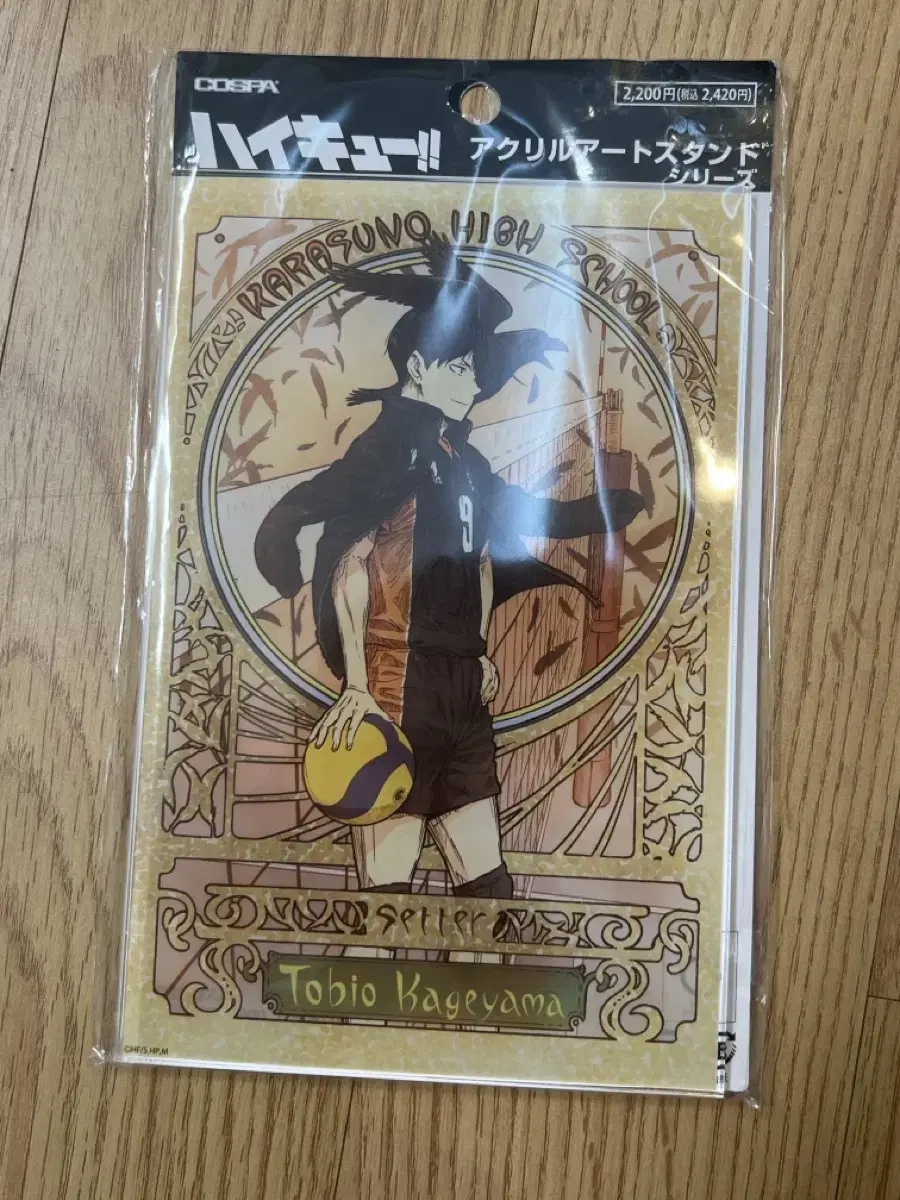 COSPA
2,200円(税込 2,420円)
ハイキュー!!
アクリルアートスタンド
シリーズ
KARASUNO HIGH SCHOOL
9
Setter
Tobio Kageyama
©HF/S,HP,M